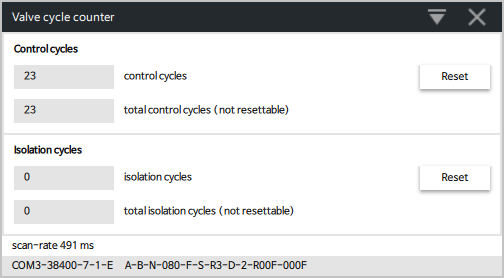 Valve cycle counter
Control cycles
23 control cycles Reset
23 total control cycles (not resettable)
Isolation cycles
0 isolation cycles Reset
0 total isolation cycles (not resettable)
scan-rate 491 ms
COM3-38400-7-1-E A-B-N-080-F-S-R3-D-2-R00F-000F